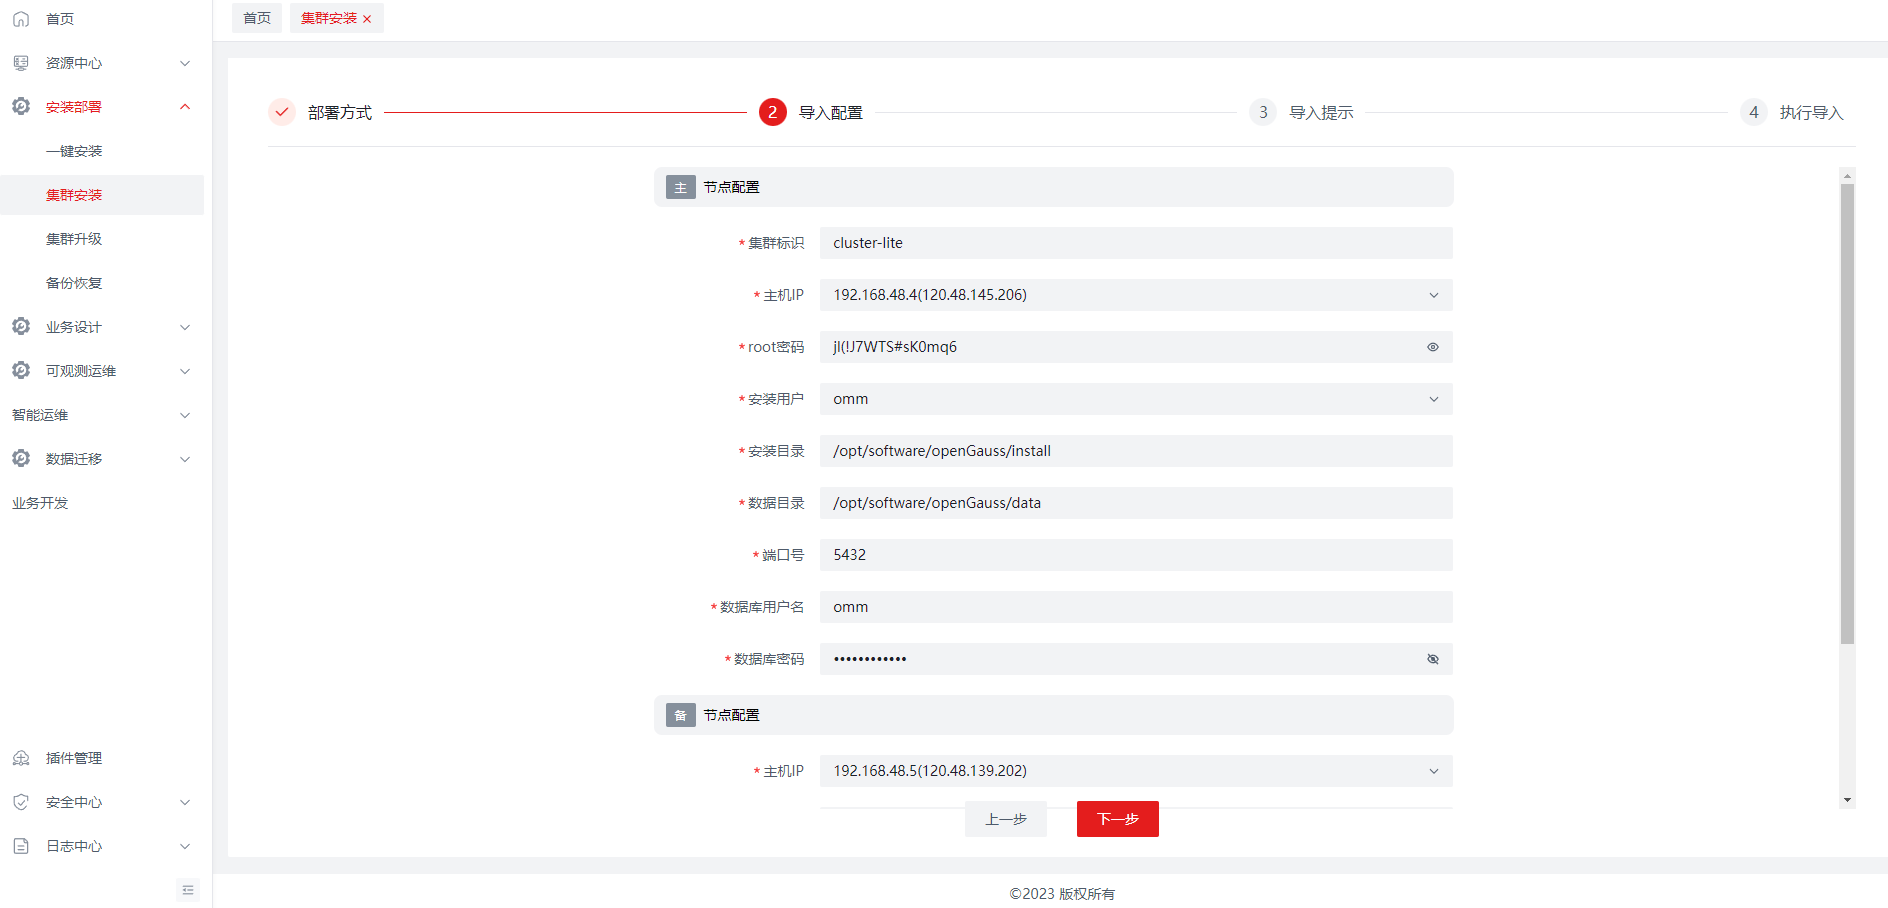 首页
资源中心
安装部署
一键安装
集群安装
集群升级
备份恢复
业务设计
可观测运维
智能运维
数据迁移
业务开发
插件管理
安全中心
日志中心
首页 集群安装 ×
部署方式 2 导入配置 3 导入提示 4 执行导入
主 节点配置
*集群标识 cluster-lite
*主机IP 192.168.48.4(120.48.145.206)
*root密码 jl(!J7WTS#sK0mq6
*安装用户 omm
*安装目录 /opt/software/openGauss/install
*数据目录 /opt/software/openGauss/data
*端口号 5432
*数据库用户名 omm
*数据库密码 ••••••••••••
备 节点配置
*主机IP 192.168.48.5(120.48.139.202)
上一步 下一步
©2023 版权所有